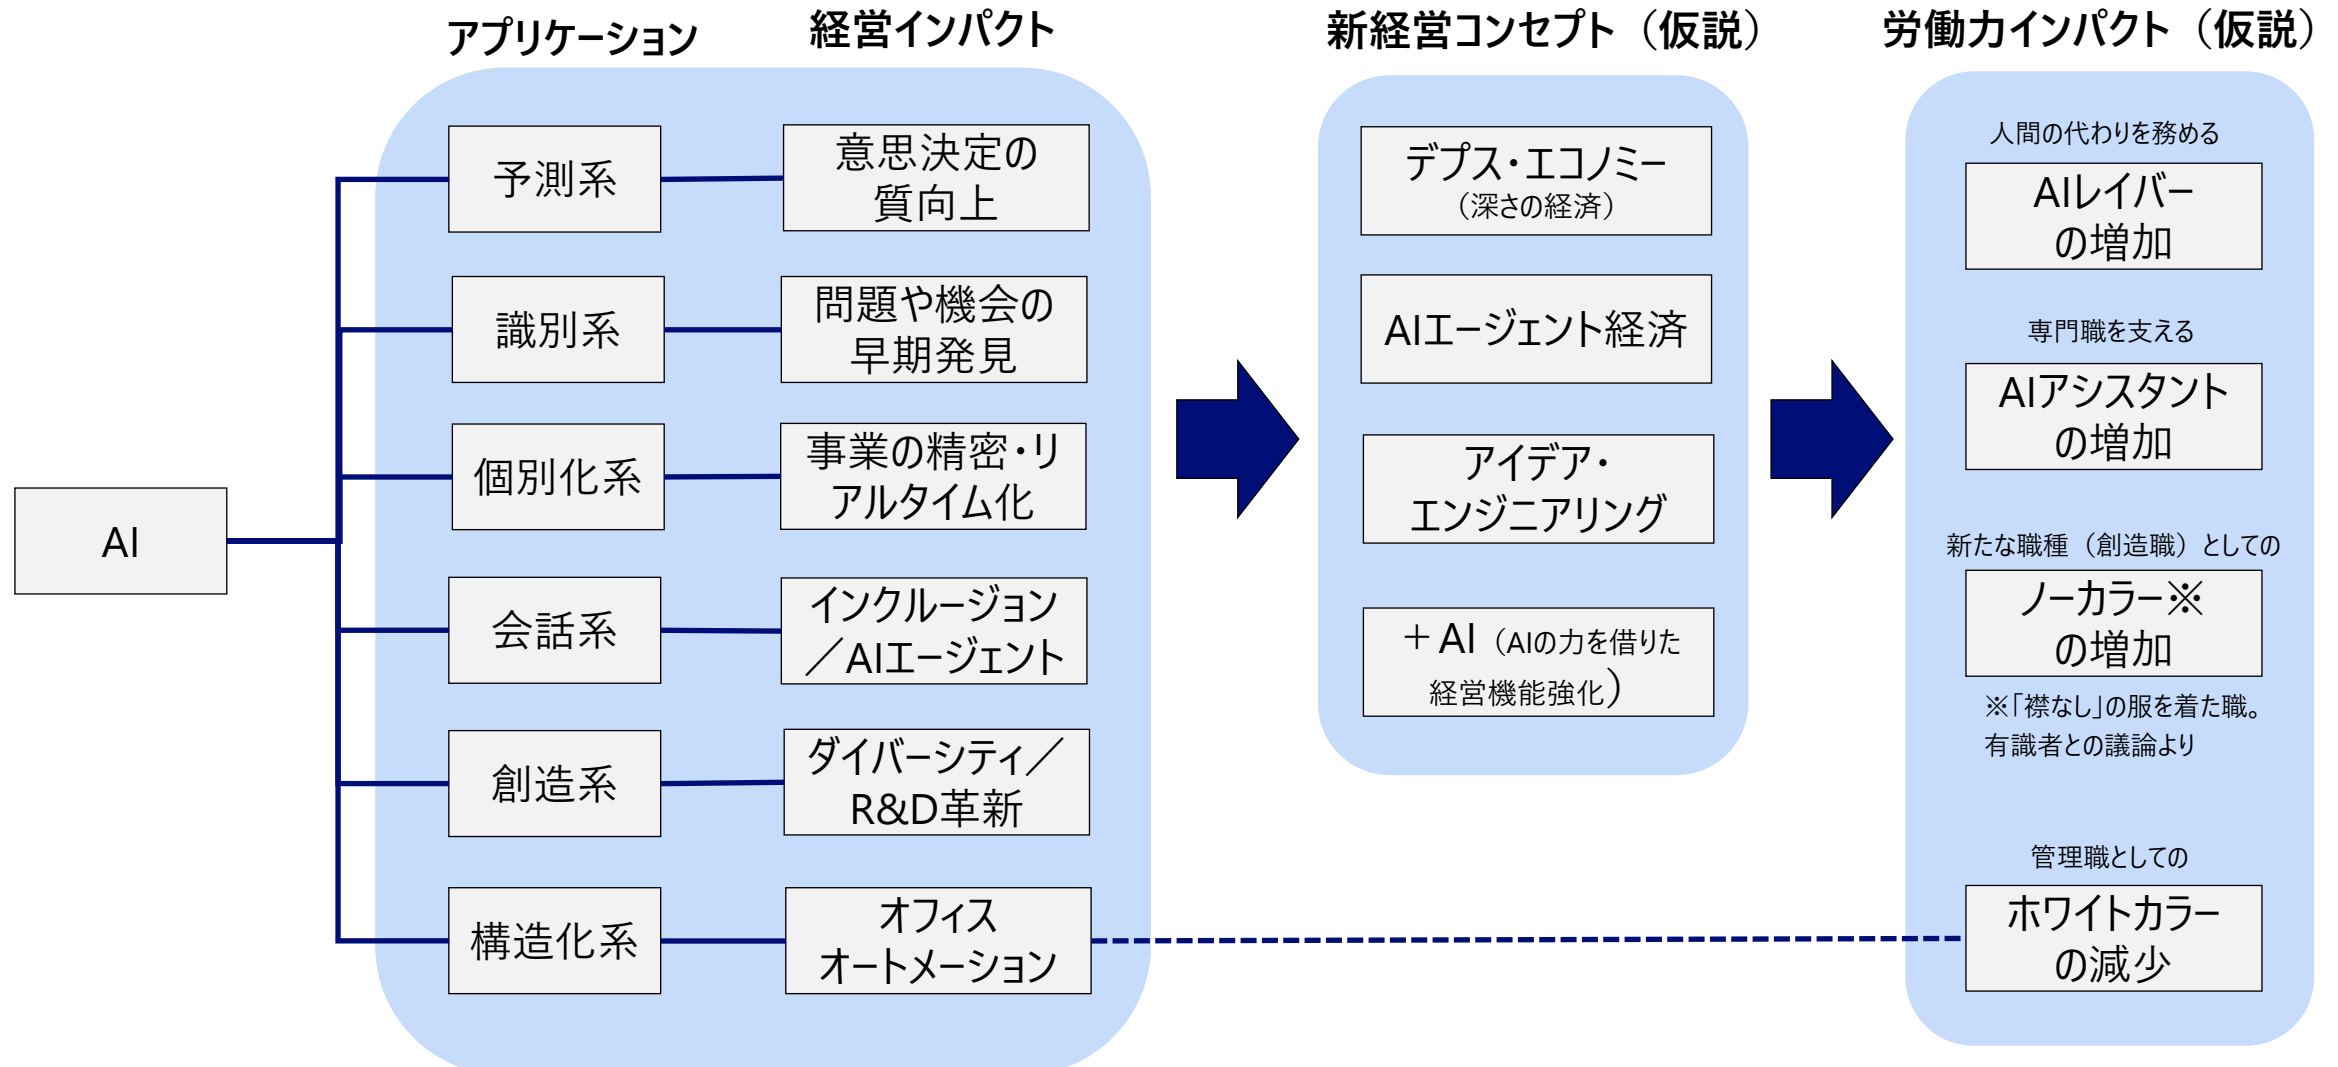 アプリケーション
経営インパクト
新経営コンセプト（仮説）
労働力インパクト（仮説）
AI
予測系
意思決定の
質向上
識別系
問題や機会の
早期発見
個別化系
事業の精密・リ
アルタイム化
会話系
インクルージョン
／AIエージェント
創造系
ダイバーシティ／
R&D革新
構造化系
オフィス
オートメーション
デプス・エコノミー
（深さの経済）
AIエージェント経済
アイデア・
エンジニアリング
＋AI（AIの力を借りた
経営機能強化）
人間の代わりを務める
AIレイバー
の増加
専門職を支える
AIアシスタント
の増加
新たな職種（創造職）としての
ノーカラー※
の増加
※「襟なし」の服を着た職。
有識者との議論より
管理職としての
ホワイトカラー
の減少